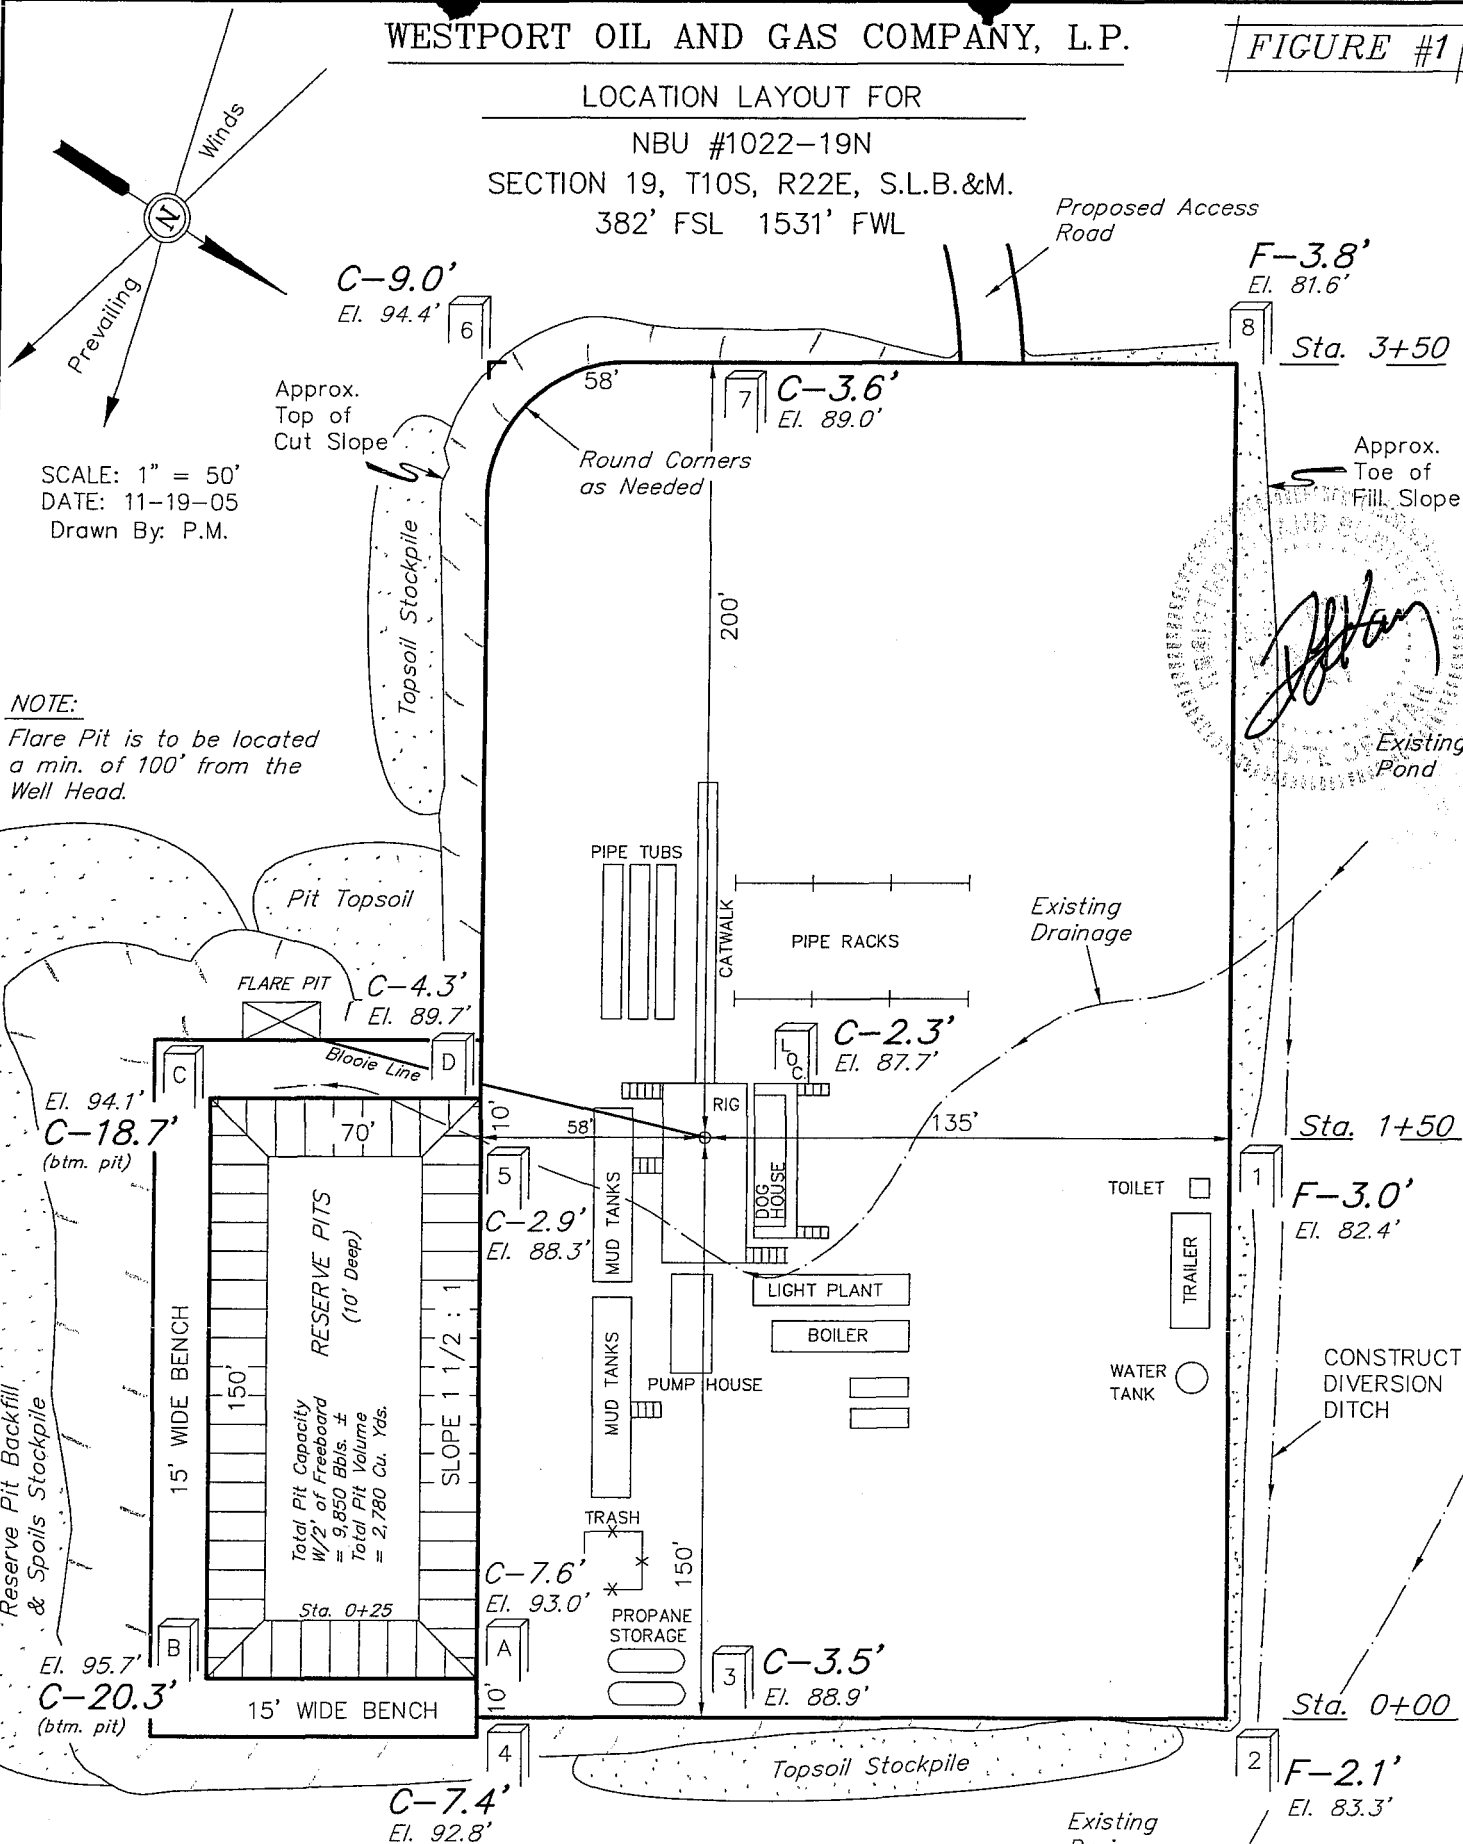 WESTPORT OIL AND GAS COMPANY, L.P.
FIGURE #1
LOCATION LAYOUT FOR
NBU #1022-19N
SECTION 19, T10S, R22E, S.L.B.&M.
382' FSL 1531' FWL
Winds
N
Prevailing
SCALE: 1" = 50'
DATE: 11-19-05
Drawn By: P.M.
Proposed Access
Road
C-9.0'
El. 94.4'
6
F-3.8'
El. 81.6'
8
Sta. 3+50
58'
7
C-3.6'
El. 89.0'
Approx.
Top of
Cut Slope
Round Corners
as Needed
Approx.
Toe of
Fill Slope
Topsoil Stockpile
200'
Existing
Pond
NOTE:
Flare Pit is to be located
a min. of 100' from the
Well Head.
Pit Topsoil
PIPE TUBS
CATWALK
PIPE RACKS
Existing
Drainage
FLARE PIT
C-4.3'
El. 89.7'
Blooie Line
D
C
El. 94.1'
C-18.7'
(btm. pit)
LOC.
C-2.3'
El. 87.7'
RIG
70'
10'
58'
135'
Sta. 1+50
5
C-2.9'
El. 88.3'
MUD TANKS
DOG
HOUSE
TOILET
1
F-3.0'
El. 82.4'
TRAILER
RESERVE PITS
(10' Deep)
SLOPE 1 1/2 : 1
15' WIDE BENCH
150'
Total Pit Capacity
W/2' of Freeboard
= 9,850 Bbls. ±
Total Pit Volume
= 2,780 Cu. Yds.
Reserve Pit Backfill
& Spoils Stockpile
LIGHT PLANT
BOILER
MUD TANKS
PUMP HOUSE
WATER
TANK
CONSTRUCT
DIVERSION
DITCH
TRASH
C-7.6'
El. 93.0'
150'
Sta. 0+25
PROPANE
STORAGE
B
A
El. 95.7'
C-20.3'
(btm. pit)
15' WIDE BENCH
10'
3
C-3.5'
El. 88.9'
Sta. 0+00
4
C-7.4'
El. 92.8'
Topsoil Stockpile
2
F-2.1'
El. 83.3'
Existing